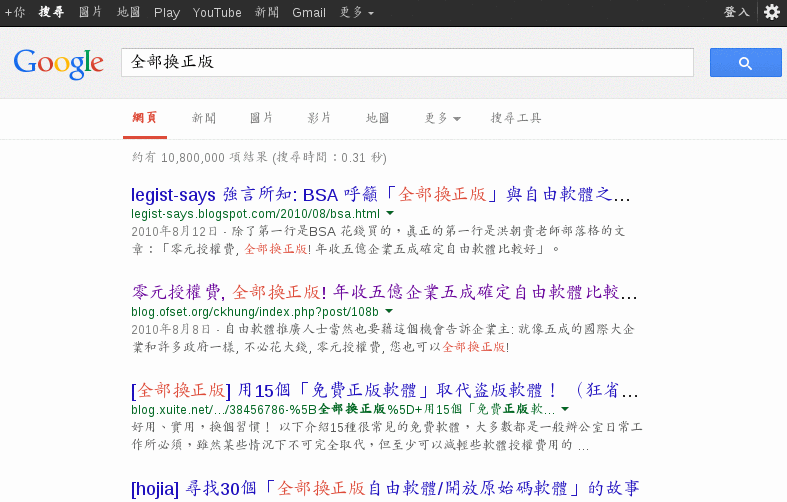 +你 搜尋 圖片 地圖 Play YouTube 新聞 Gmail 更多 登入
Google 全部換正版
網頁 新聞 圖片 影片 地圖 更多 搜尋工具
約有 10,800,000 項結果 (搜尋時間：0.31 秒)
legist-says 強言所知: BSA 呼籲「全部換正版」與自由軟體之...
legist-says.blogspot.com/2010/08/bsa.html
2010年8月12日 - 除了第一行是BSA 花錢買的，真正的第一行是洪朝貴老師部落格的文
章：「零元授權費, 全部換正版! 年收五億企業五成確定自由軟體比較好」。
零元授權費, 全部換正版! 年收五億企業五成確定自由軟體比較...
blog.ofset.org/ckhung/index.php?post/108b
2010年8月8日 - 自由軟體推廣人士當然也要藉這個機會告訴企業主: 就像五成的國際大企
業和許多政府一樣, 不必花大錢, 零元授權費, 您也可以全部換正版!
[全部換正版] 用15個「免費正版軟體」取代盜版軟體！（狂省...
blog.xuite.net/.../38456786-%5B全部換正版%5D+用15個「免費正版軟...
好用、實用，換個習慣！ 以下介紹15種很常見的免費軟體，大多數都是一般辦公室日常工
作所必須，雖然某些情況下不可完全取代，但至少可以減輕些軟體授權費用的 ...
[hojia] 尋找30個「全部換正版自由軟體/開放原始碼軟體」的故事